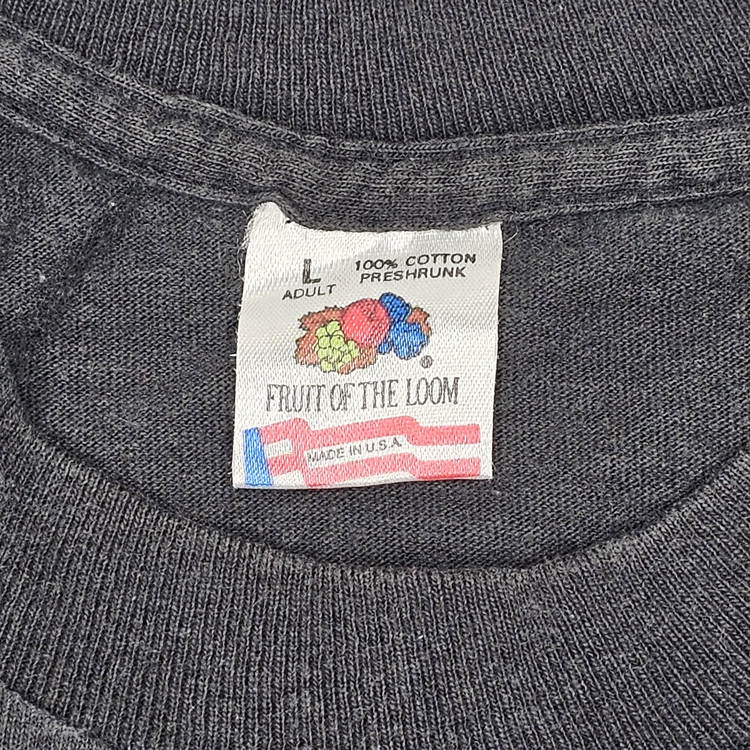 L
ADULT
100% COTTON
PRESHRUNK
®
FRUIT OF THE LOOM
MADE IN U.S.A.